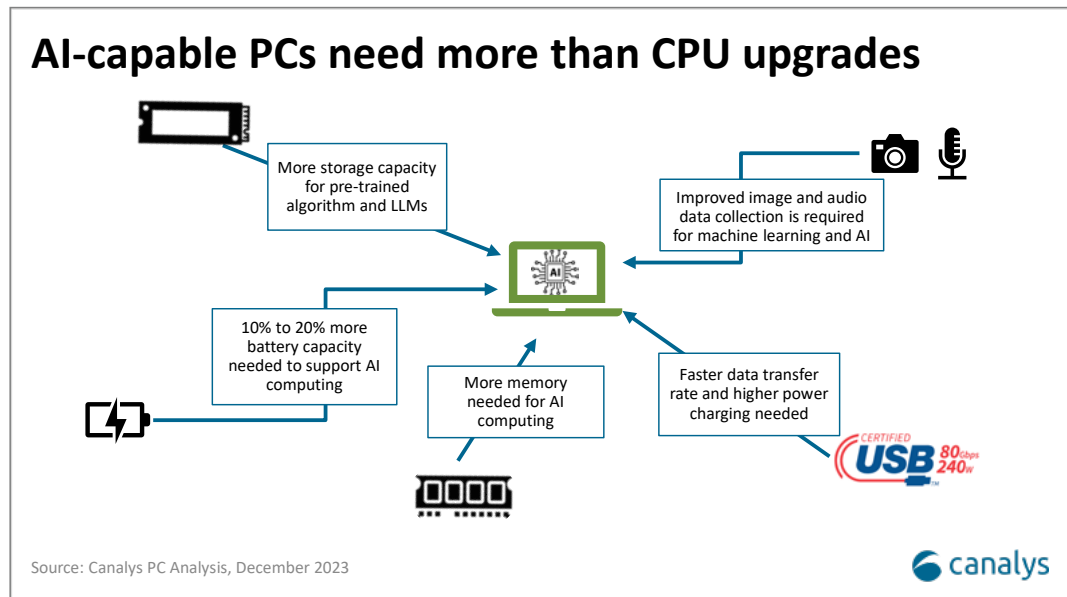 AI-capable PCs need more than CPU upgrades
More storage capacity
for pre-trained
algorithm and LLMs
Improved image and audio
data collection is required
for machine learning and AI
AI
10% to 20% more
battery capacity
needed to support AI
computing
More memory
needed for AI
computing
Faster data transfer
rate and higher power
charging needed
CERTIFIED
USB 80Gbps
240W
TM
Source: Canalys PC Analysis, December 2023
canalys